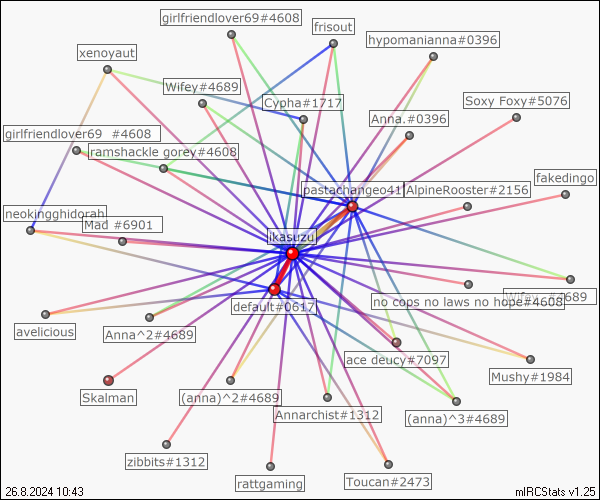 girlfriendlover69#4608
frisout
hypomanianna#0396
xenoyaut
Wifey#4689
Cypha#1717
Soxy Foxy#5076
Anna.#0396
girlfriendlover69 #4608
ramshackle gorey#4608
fakedingo
pastachangeo41
AlpineRooster#2156
neokingghidorah
Mad #6901
ikasuzu
default#0617
no cops no laws no hope#4608
avelicious
Anna^2#4689
ace deucy#7097
Mushy#1984
Skalman
(anna)^2#4689
Annarchist#1312
(anna)^3#4689
zibbits#1312
rattgaming
Toucan#2473
26.8.2024 10:43
mIRCStats v1.25